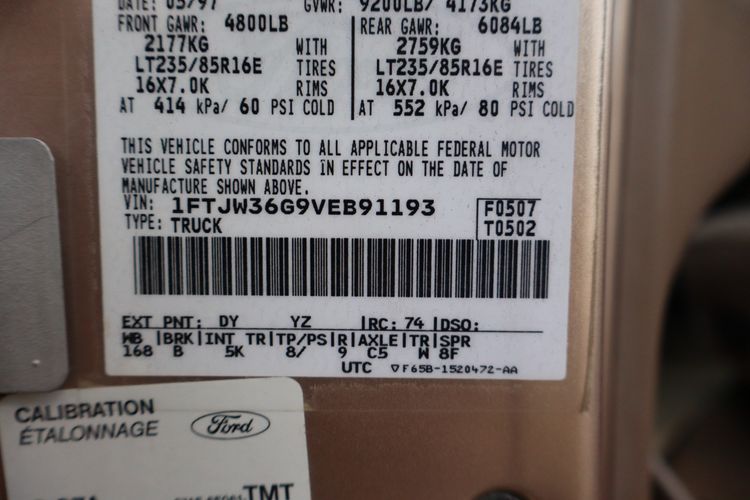 DATE: 05/97 GVWR: 9200LB/ 4173KG
FRONT GAWR: 4800LB REAR GAWR: 6084LB
2177KG WITH 2759KG WITH
LT235/85R16E TIRES LT235/85R16E TIRES
16X7.0K RIMS 16X7.0K RIMS
AT 414 kPa/ 60 PSI COLD AT 552 kPa/ 80 PSI COLD
THIS VEHICLE CONFORMS TO ALL APPLICABLE FEDERAL MOTOR
VEHICLE SAFETY STANDARDS IN EFFECT ON THE DATE OF
MANUFACTURE SHOWN ABOVE.
VIN: 1FTJW36G9VEB91193 F0507
TYPE: TRUCK T0502
EXT PNT: DY YZ RC: 74 DSO:
WB BRK INT TR TP/PS R AXLE TR SPR
168 B 5K 8/ 9 C5 W 8F
UTC ▽F65B-1520472-AA
CALIBRATION
ÉTALONNAGE
Ford
TMT